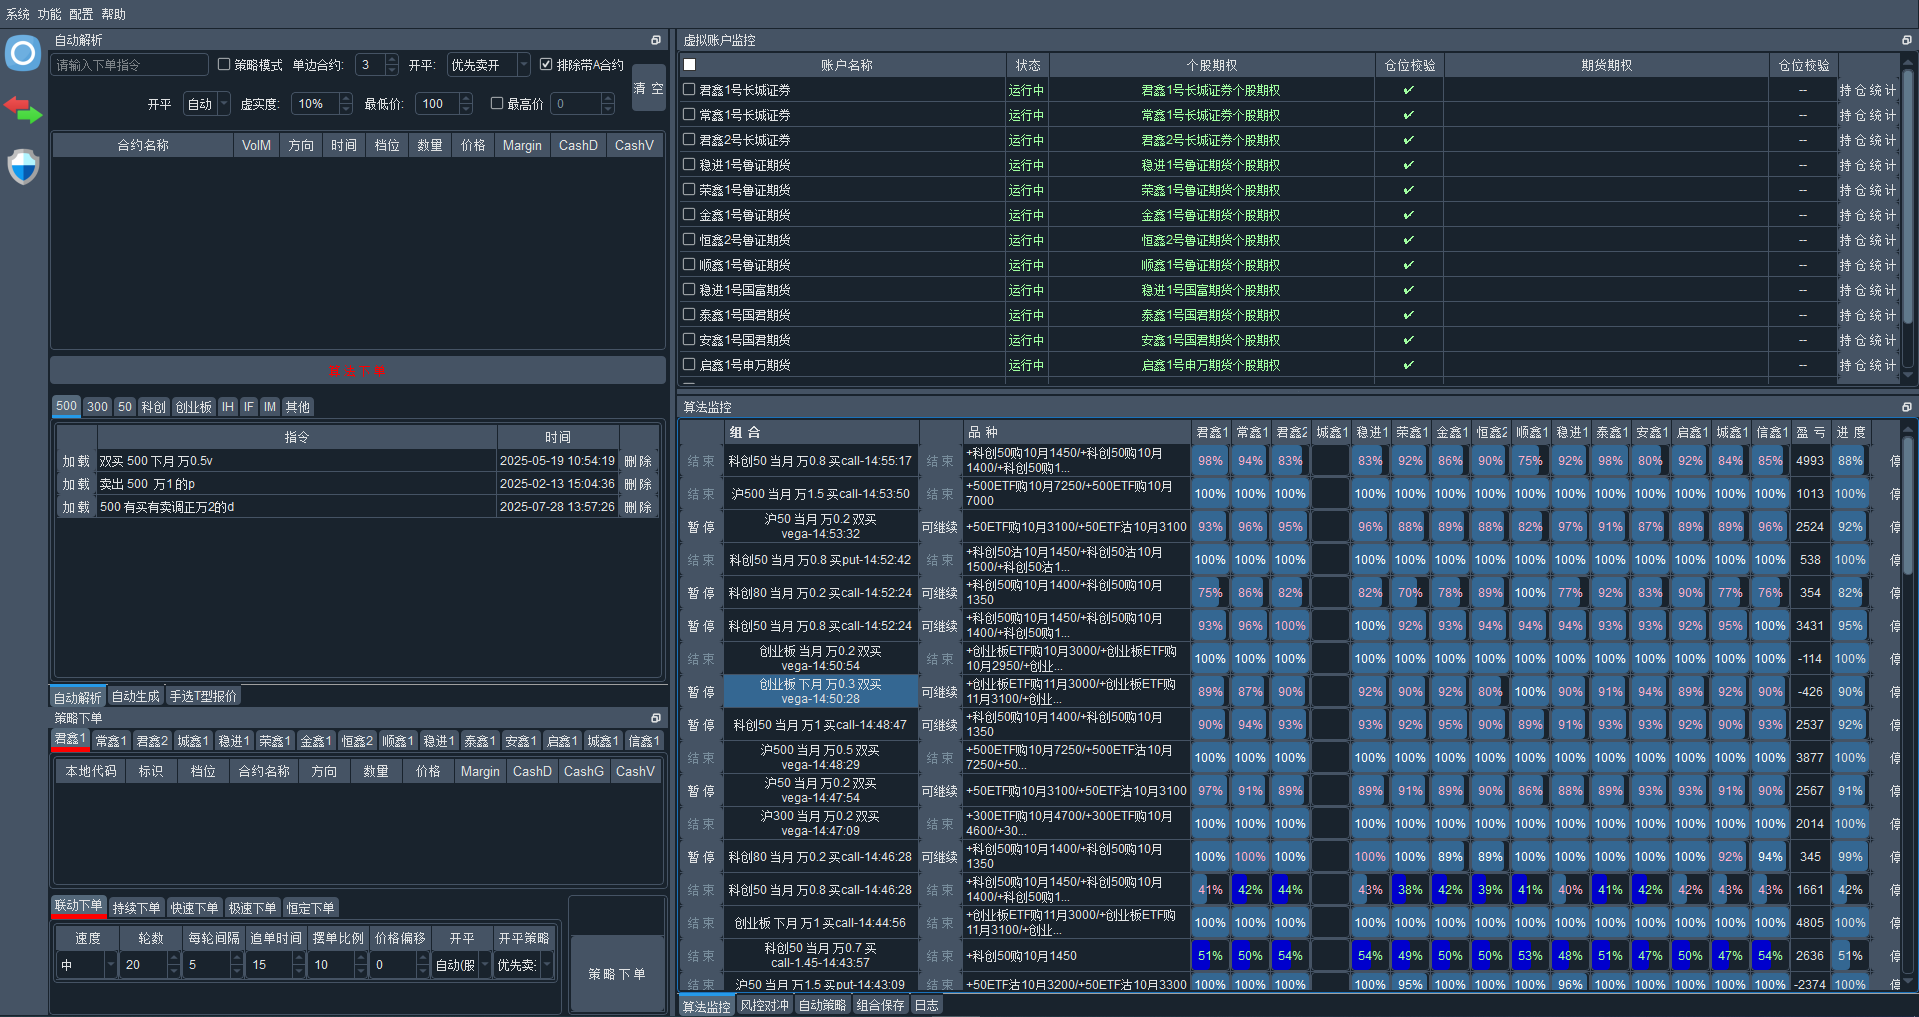 系统 功能 配置 帮助
自动解析
请输入下单指令 策略模式 单边合约: 3 开平: 优先卖开 排除带A合约 清 空
开平 自动 虚实度: 10% 最低价: 100 最高价 0
合约名称 VolM 方向 时间 档位 数量 价格 Margin CashD CashV
500 300 50 科创 创业板 IH IF IM 其他
指令 时间
加 载 双买 500 下月 万0.5v 2025-05-19 10:54:19 删 除
加 载 卖出 500 万1 的p 2025-02-13 15:04:36 删 除
加 载 500 有买有卖调正万2的d 2025-07-28 13:57:26 删 除
自动解析 自动生成 手选T型报价
策略下单
君鑫1 常鑫1 君鑫2 城鑫1 稳进1 荣鑫1 金鑫1 恒鑫2 顺鑫1 稳进1 泰鑫1 安鑫1 启鑫1 城鑫1 信鑫1
本地代码 标识 档位 合约名称 方向 数量 价格 Margin CashD CashG CashV
联动下单 持续下单 快速下单 极速下单 恒定下单
速度 轮数 每轮间隔 追单时间 摆单比例 价格偏移 开平 开平策略
中 20 5 15 10 0 自动(股 优先卖:
策 略 下 单
虚拟账户监控
账户名称 状态 个股期权 仓位校验 期货期权 仓位校验
君鑫1号长城证券 运行中 君鑫1号长城证券个股期权 ✔ -- 持 仓 统 计
常鑫1号长城证券 运行中 常鑫1号长城证券个股期权 ✔ -- 持 仓 统 计
君鑫2号长城证券 运行中 君鑫2号长城证券个股期权 ✔ -- 持 仓 统 计
稳进1号鲁证期货 运行中 稳进1号鲁证期货个股期权 ✔ -- 持 仓 统 计
荣鑫1号鲁证期货 运行中 荣鑫1号鲁证期货个股期权 ✔ -- 持 仓 统 计
金鑫1号鲁证期货 运行中 金鑫1号鲁证期货个股期权 ✔ -- 持 仓 统 计
恒鑫2号鲁证期货 运行中 恒鑫2号鲁证期货个股期权 ✔ -- 持 仓 统 计
顺鑫1号鲁证期货 运行中 顺鑫1号鲁证期货个股期权 ✔ -- 持 仓 统 计
稳进1号国富期货 运行中 稳进1号国富期货个股期权 ✔ -- 持 仓 统 计
泰鑫1号国君期货 运行中 泰鑫1号国君期货个股期权 ✔ -- 持 仓 统 计
安鑫1号国君期货 运行中 安鑫1号国君期货个股期权 ✔ -- 持 仓 统 计
启鑫1号申万期货 运行中 启鑫1号申万期货个股期权 ✔ -- 持 仓 统 计
算法监控
组 合 品 种 君鑫1 常鑫1 君鑫2 城鑫1 稳进1 荣鑫1 金鑫1 恒鑫2 顺鑫1 稳进1 泰鑫1 安鑫1 启鑫1 城鑫1 信鑫1 盈 亏 进 度
结 束 科创50 当月 万0.8 买call-14:55:17 结 束 +科创50购10月1450/+科创50购10月
1400/+科创50购1... 98% 94% 83% 83% 92% 86% 90% 75% 92% 98% 80% 92% 84% 85% 4993 88% 停
结 束 沪500 当月 万1.5 买call-14:53:50 结 束 +500ETF购10月7250/+500ETF购10月
7000 100% 100% 100% 100% 100% 100% 100% 100% 100% 100% 100% 100% 100% 100% 1013 100% 停
暂 停 沪50 当月 万0.2 双买
vega-14:53:32 可继续 +50ETF购10月3100/+50ETF沽10月3100 93% 96% 95% 96% 88% 89% 88% 82% 97% 91% 87% 89% 89% 96% 2524 92% 停
结 束 科创50 当月 万0.8 买put-14:52:42 结 束 +科创50沽10月1450/+科创50沽10月
1500/+科创50沽1... 100% 100% 100% 100% 100% 100% 100% 100% 100% 100% 100% 100% 100% 100% 538 100% 停
暂 停 科创80 当月 万0.2 买call-14:52:24 可继续 +科创50购10月1400/+科创50购10月
1350 75% 86% 82% 82% 70% 78% 89% 100% 77% 92% 83% 90% 77% 76% 354 82% 停
暂 停 科创50 当月 万0.8 买call-14:52:24 可继续 +科创50购10月1450/+科创50购10月
1400/+科创50购1... 93% 96% 100% 100% 92% 93% 94% 94% 94% 93% 93% 92% 95% 100% 3431 95% 停
结 束 创业板 当月 万0.2 双买
vega-14:50:54 结 束 +创业板ETF购10月3000/+创业板ETF购
10月2950/+创业... 100% 100% 100% 100% 100% 100% 100% 100% 100% 100% 100% 100% 100% 100% -114 100% 停
暂 停 创业板 下月 万0.3 双买
vega-14:50:28 可继续 +创业板ETF购11月3000/+创业板ETF购
11月3100/+创业... 89% 87% 90% 92% 90% 92% 80% 100% 90% 91% 94% 89% 92% 90% -426 90% 停
暂 停 科创50 当月 万1 买call-14:48:47 可继续 +科创50购10月1400/+科创50购10月
1350 90% 94% 93% 93% 92% 95% 90% 89% 91% 93% 93% 92% 90% 93% 2537 92% 停
结 束 沪500 当月 万0.5 双买
vega-14:48:29 结 束 +500ETF购10月7250/+500ETF沽10月
7250/+50... 100% 100% 100% 100% 100% 100% 100% 100% 100% 100% 100% 100% 100% 100% 3877 100% 停
暂 停 沪50 当月 万0.2 双买
vega-14:47:54 可继续 +50ETF购10月3100/+50ETF沽10月3100 97% 91% 89% 89% 91% 89% 90% 86% 88% 89% 93% 93% 91% 90% 2567 91% 停
结 束 沪300 当月 万0.2 双买
vega-14:47:09 结 束 +300ETF购10月4700/+300ETF购10月
4600/+30... 100% 100% 100% 100% 100% 100% 100% 100% 100% 100% 100% 100% 100% 100% 2014 100% 停
暂 停 科创80 当月 万0.2 买call-14:46:28 可继续 +科创50购10月1400/+科创50购10月
1350 100% 100% 100% 100% 100% 89% 89% 100% 100% 100% 100% 100% 92% 94% 345 99% 停
结 束 科创50 当月 万0.8 买call-14:46:28 结 束 +科创50购10月1450/+科创50购10月
1400/+科创50购1... 41% 42% 44% 43% 38% 42% 39% 41% 40% 41% 42% 42% 43% 43% 1661 42% 停
结 束 创业板 下月 万1 买call-14:44:56 结 束 +创业板ETF购11月3000/+创业板ETF购
11月3100/+创业... 100% 100% 100% 100% 100% 100% 100% 100% 100% 100% 100% 100% 100% 100% 4805 100% 停
结 束 科创50 当月 万0.7 买
call-1.45-14:43:57 结 束 +科创50购10月1450 51% 50% 54% 54% 49% 50% 50% 53% 48% 51% 47% 50% 47% 54% 2636 51% 停
结 束 沪50 当月 万1.5 买put-14:43:09 结 束 +50ETF沽10月3200/+50ETF沽10月3300 100% 100% 100% 100% 95% 100% 100% 100% 96% 100% 100% 100% 100% 100% -2374 100% 停
算法监控 风控对冲 自动策略 组合保存 日志